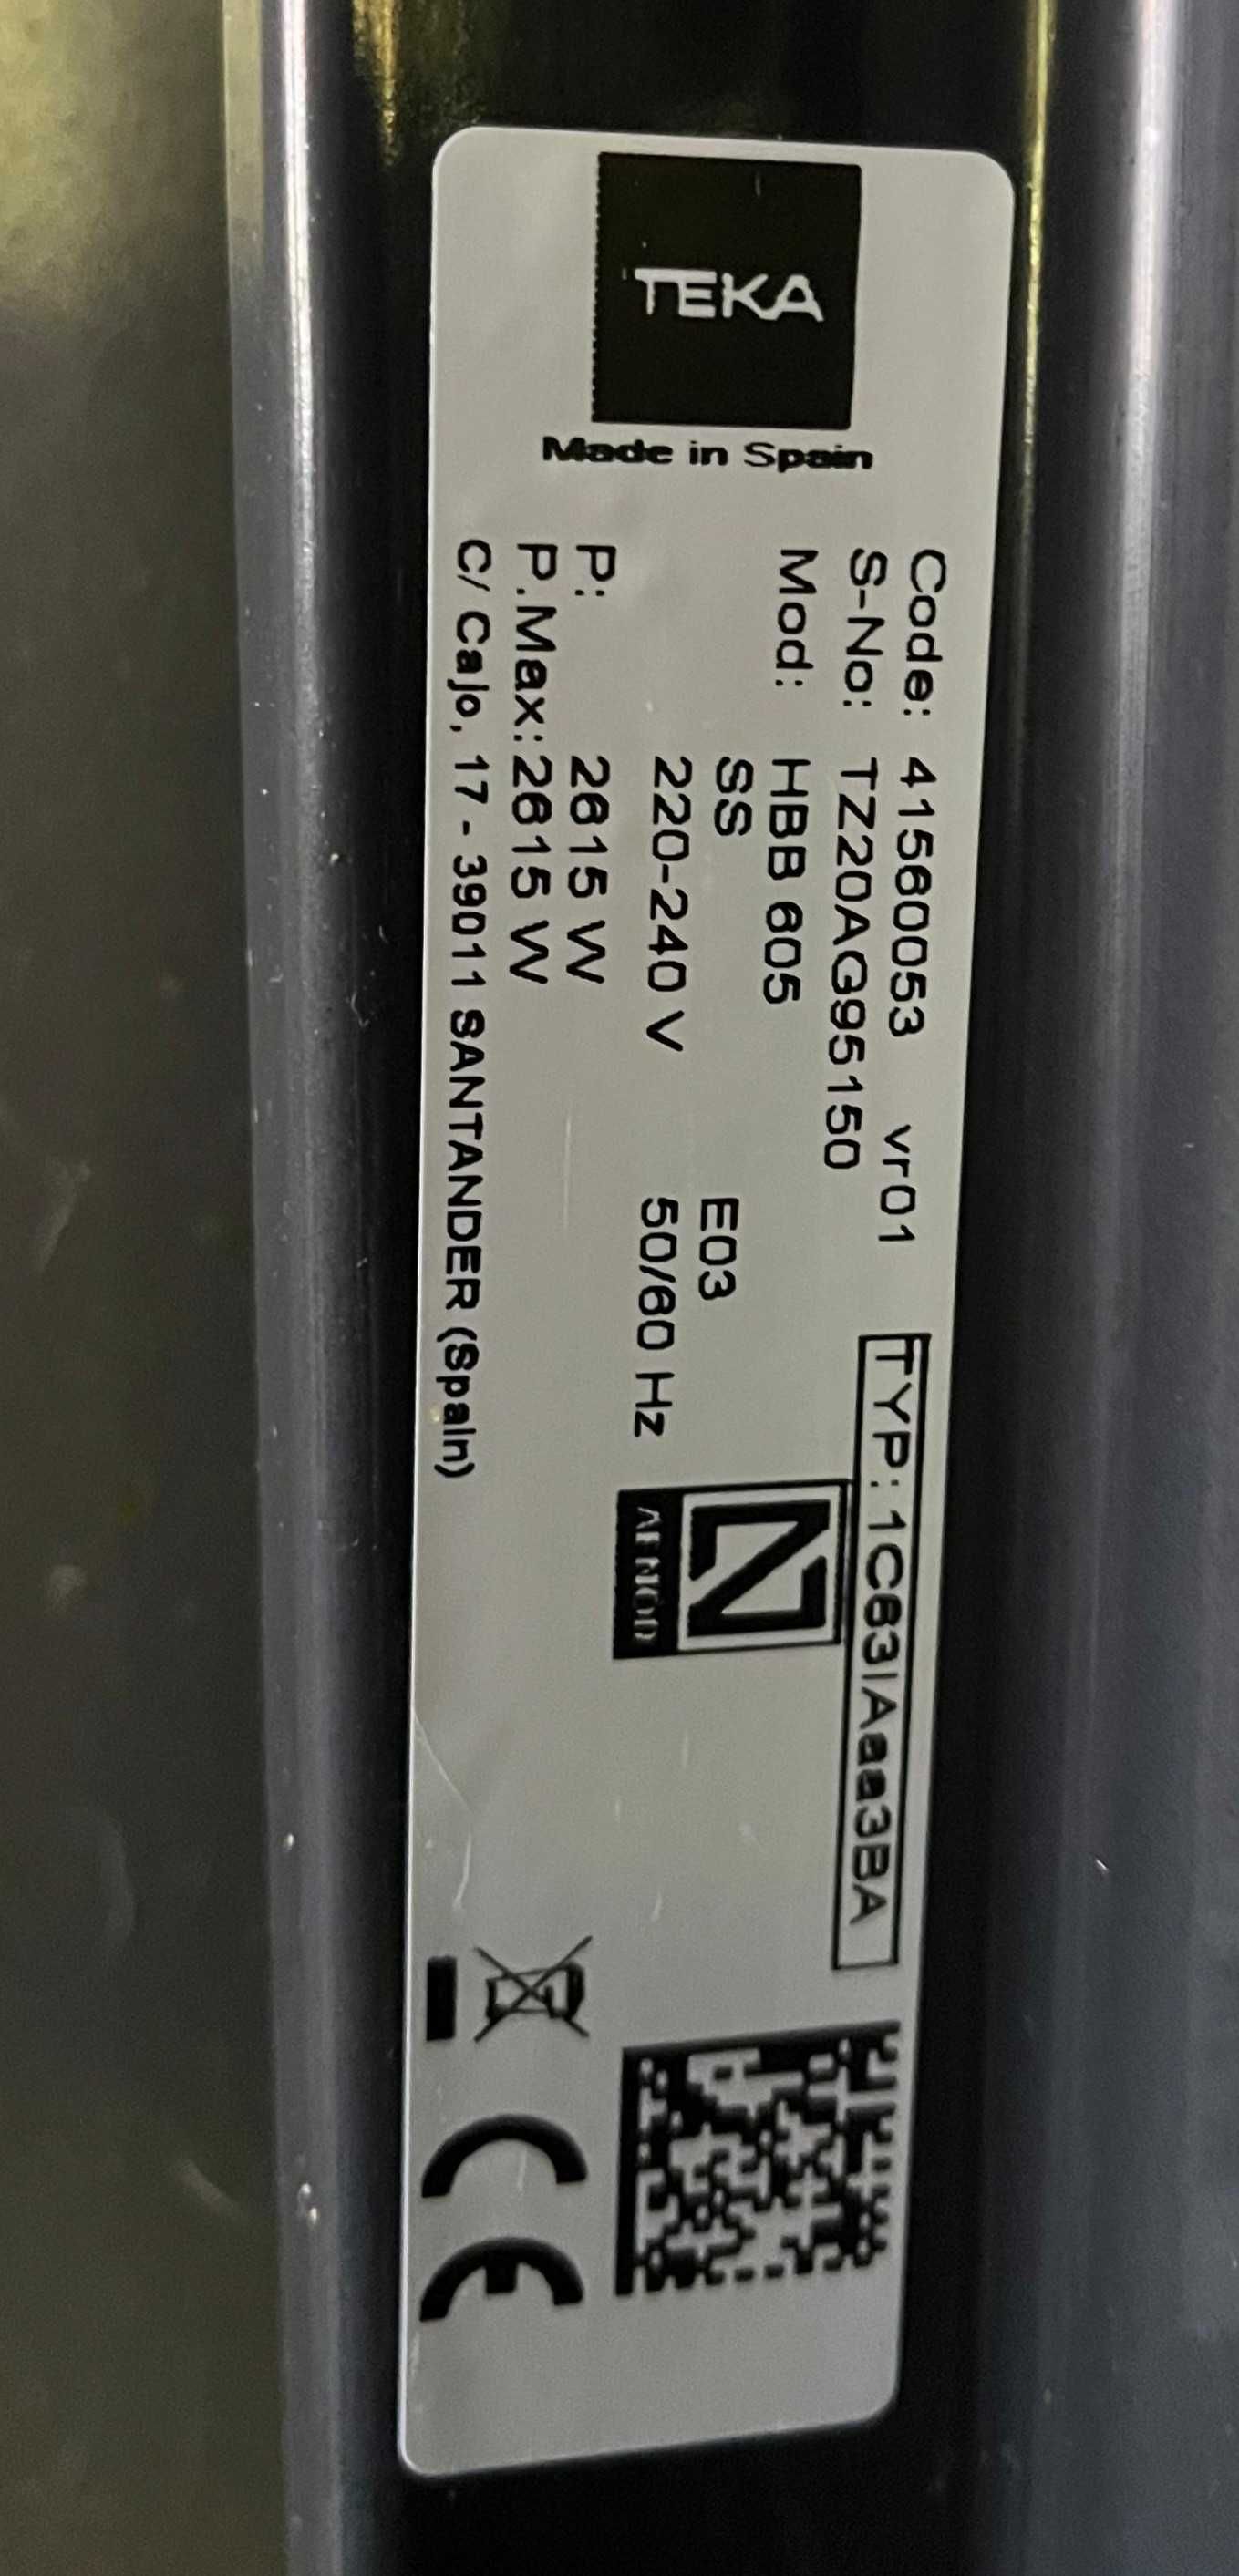 TEKA
Made in Spain
Code: 41560053 vr01
TYP: 1C63IAaa3BA
S-No: TZ20AG95150
Mod: HBB 605
SS E03
220-240 V 50/60 Hz
P: 2615 W
P.Max: 2615 W
C/ Cajo, 17 - 39011 SANTANDER (Spain)
AENOR
CE